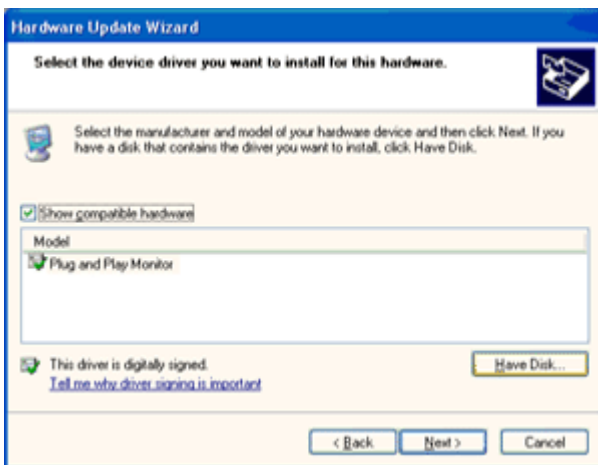 Hardware Update Wizard
Select the device driver you want to install for this hardware.
Select the manufacturer and model of your hardware device and then click Next. If you
have a disk that contains the driver you want to install, click Have Disk.
Show compatible hardware
Model
Plug and Play Monitor
This driver is digitally signed.
Have Disk...
Tell me why driver signing is important
< Back
Next >
Cancel